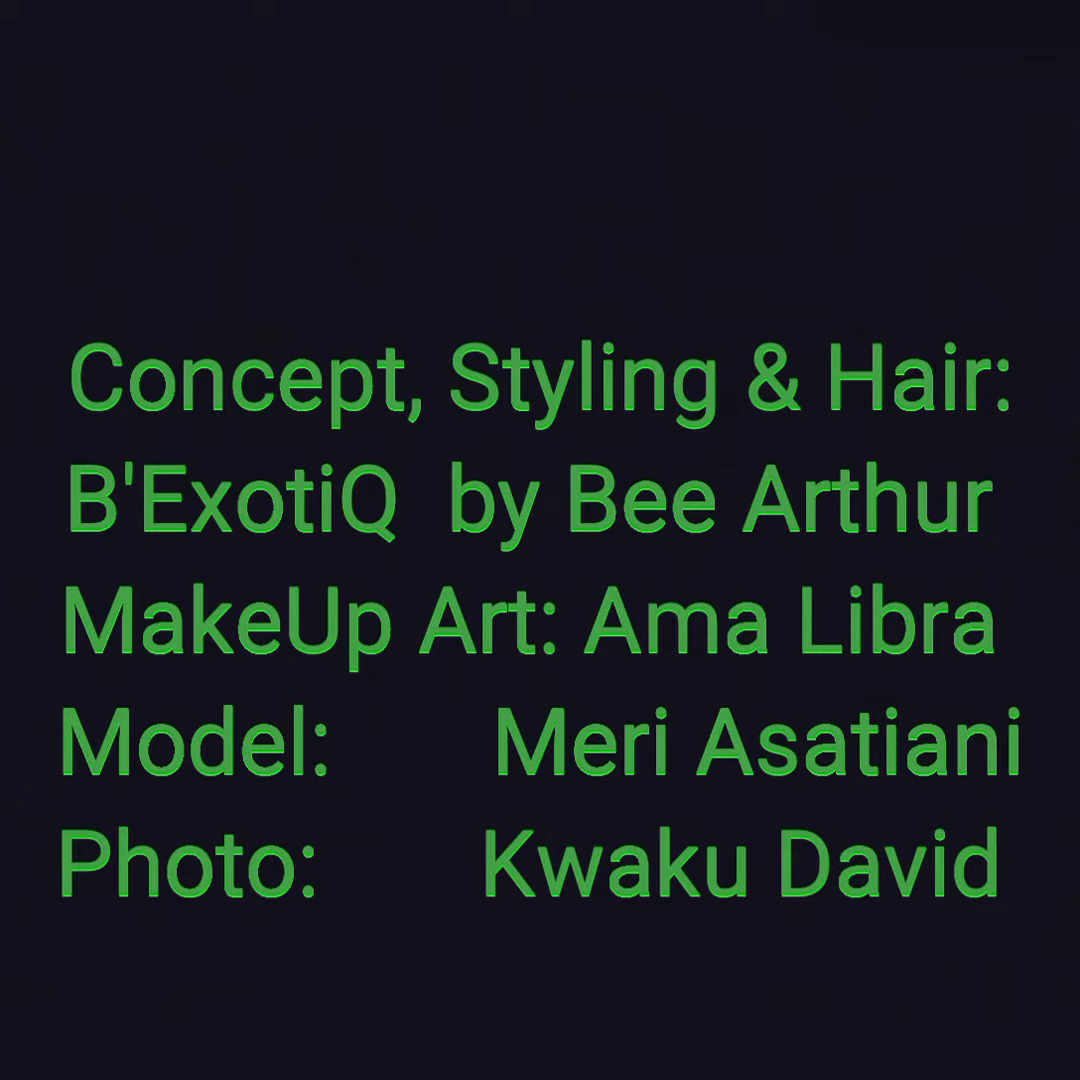 Concept, Styling & Hair:
B'ExotiQ  by Bee Arthur
MakeUp Art: Ama Libra
Model:       Meri Asatiani
Photo:       Kwaku David